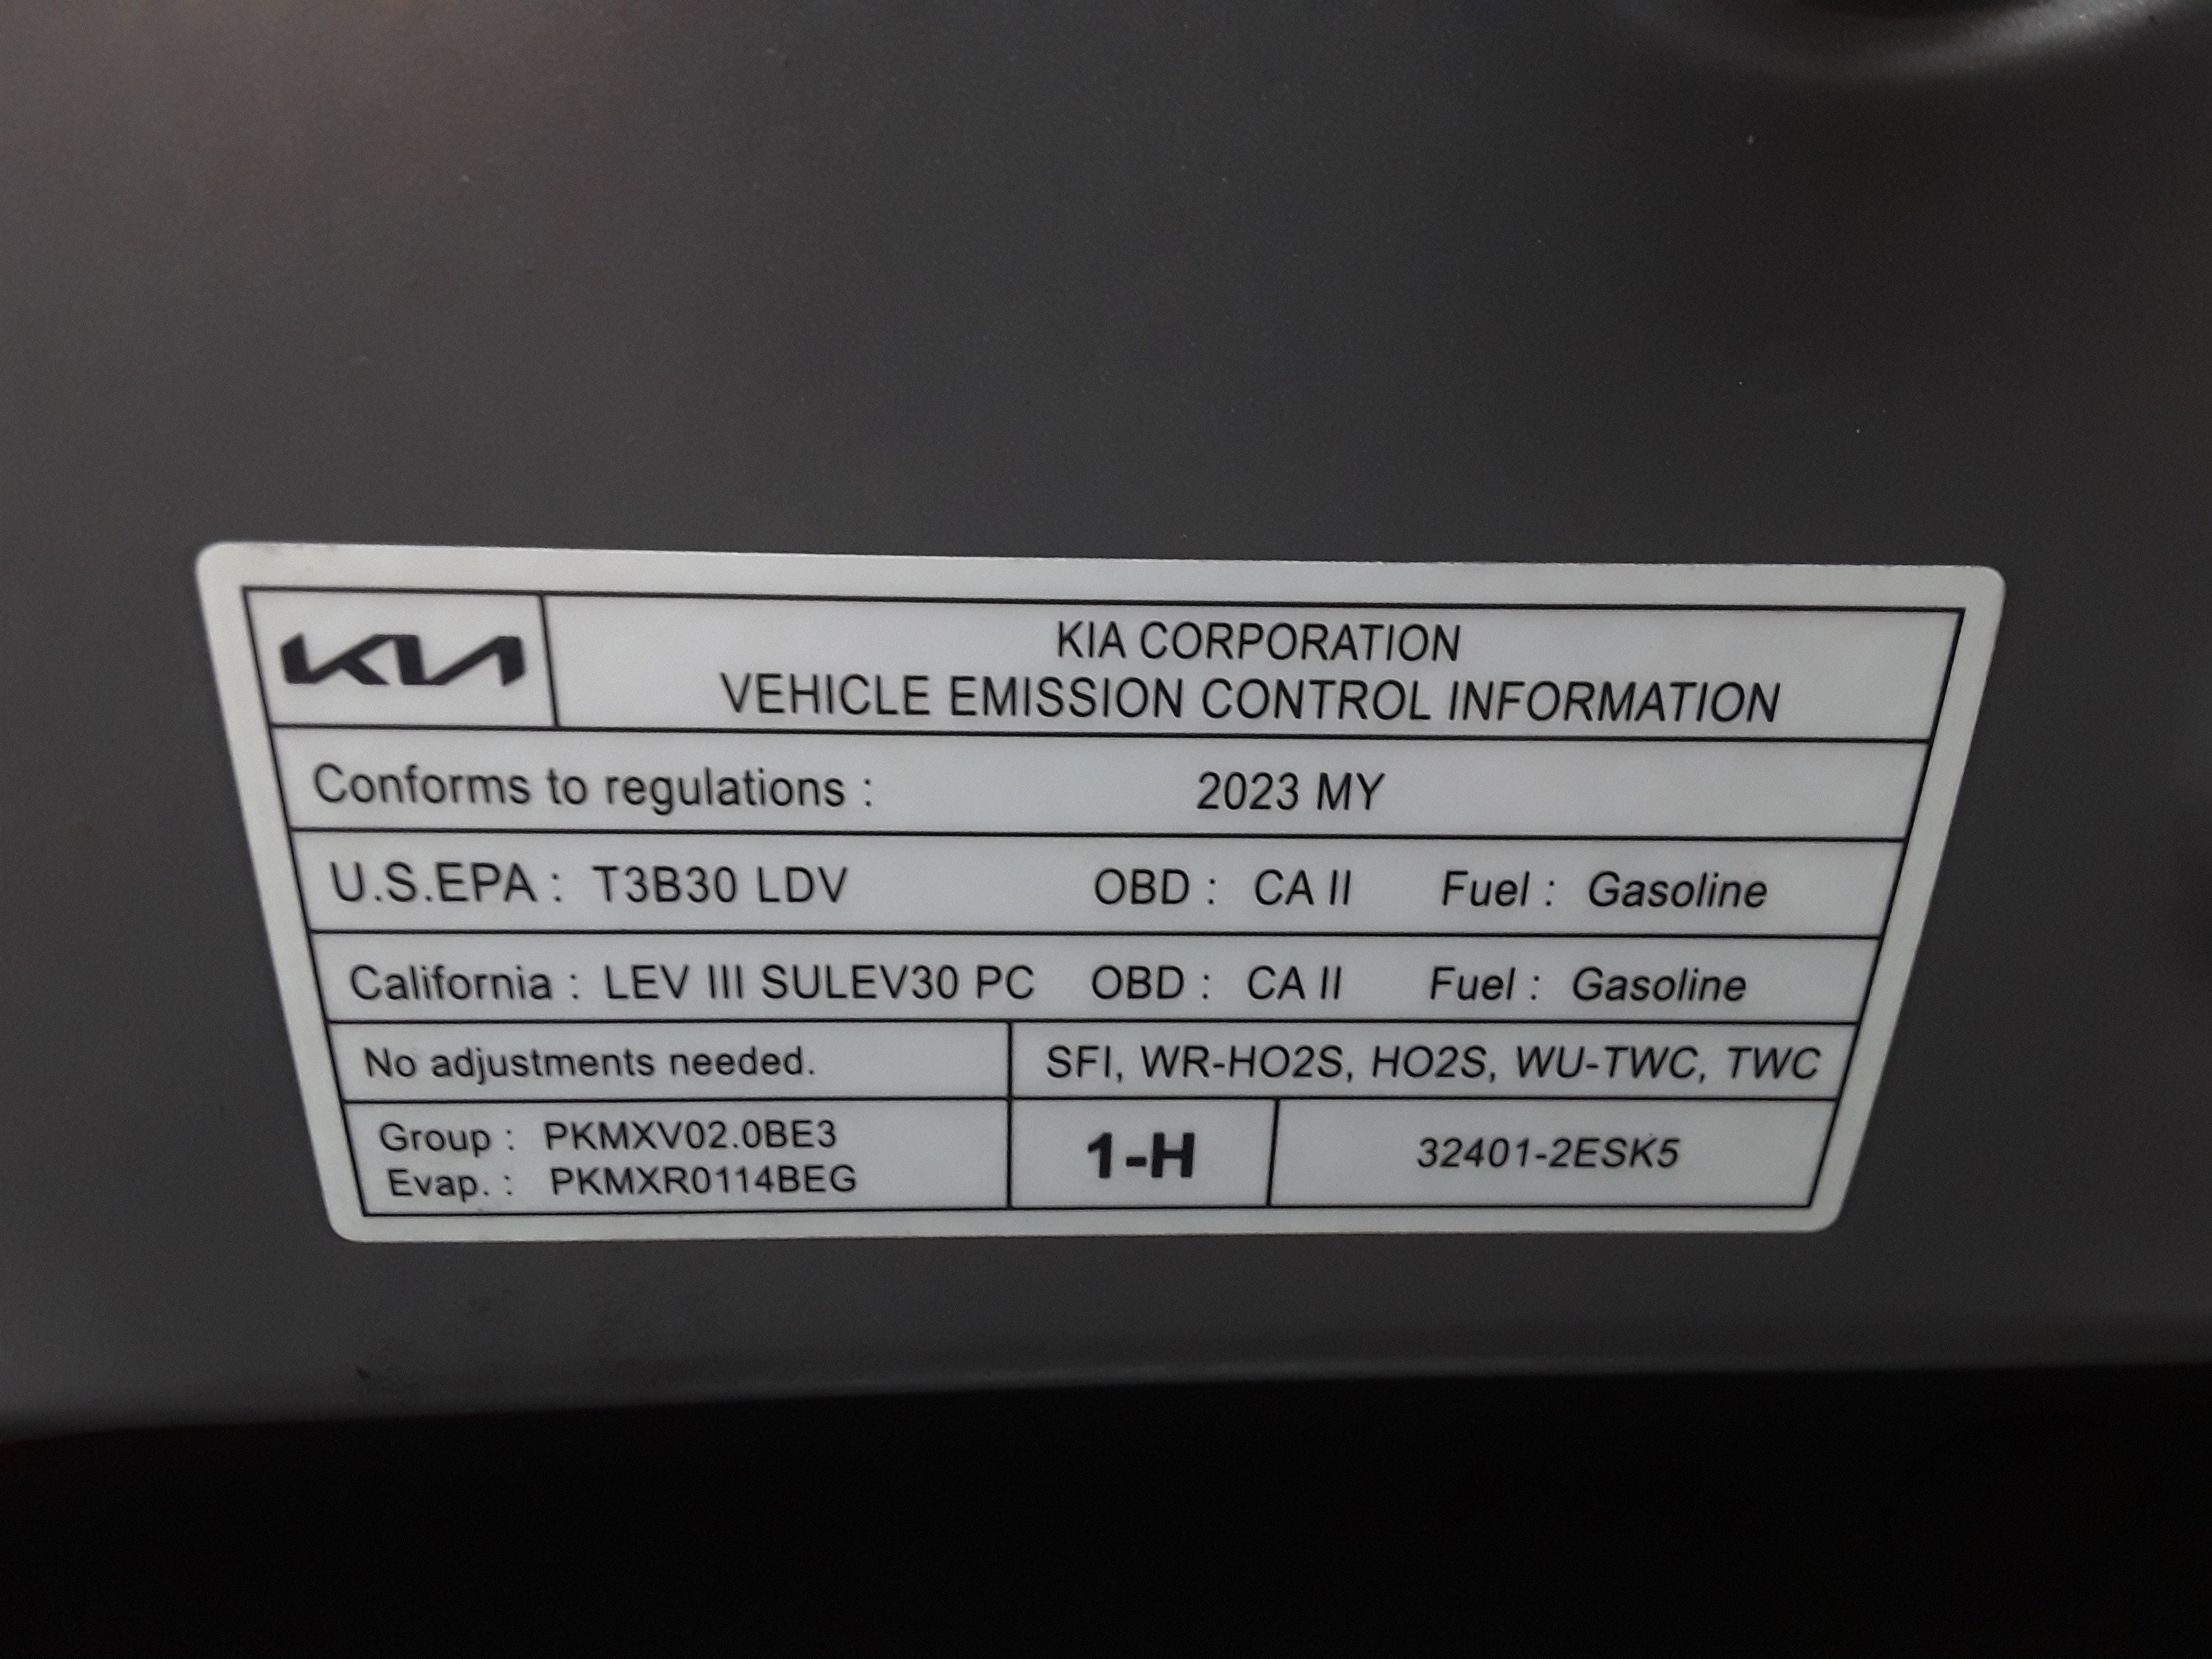 KIA
KIA CORPORATION
VEHICLE EMISSION CONTROL INFORMATION
Conforms to regulations : 2023 MY
U.S.EPA : T3B30 LDV OBD : CA II Fuel : Gasoline
California : LEV III SULEV30 PC OBD : CA II Fuel : Gasoline
No adjustments needed. SFI, WR-HO2S, HO2S, WU-TWC, TWC
Group : PKMXV02.0BE3
Evap. : PKMXR0114BEG
1-H
32401-2ESK5